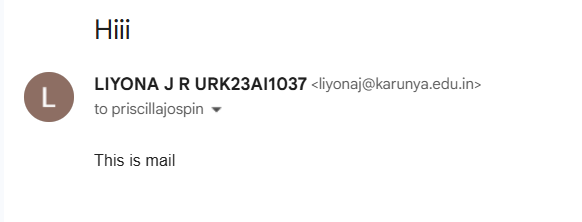 Hiii
L
LIYONA J R URK23AI1037 <liyonaj@karunya.edu.in>
to priscillajospin
This is mail